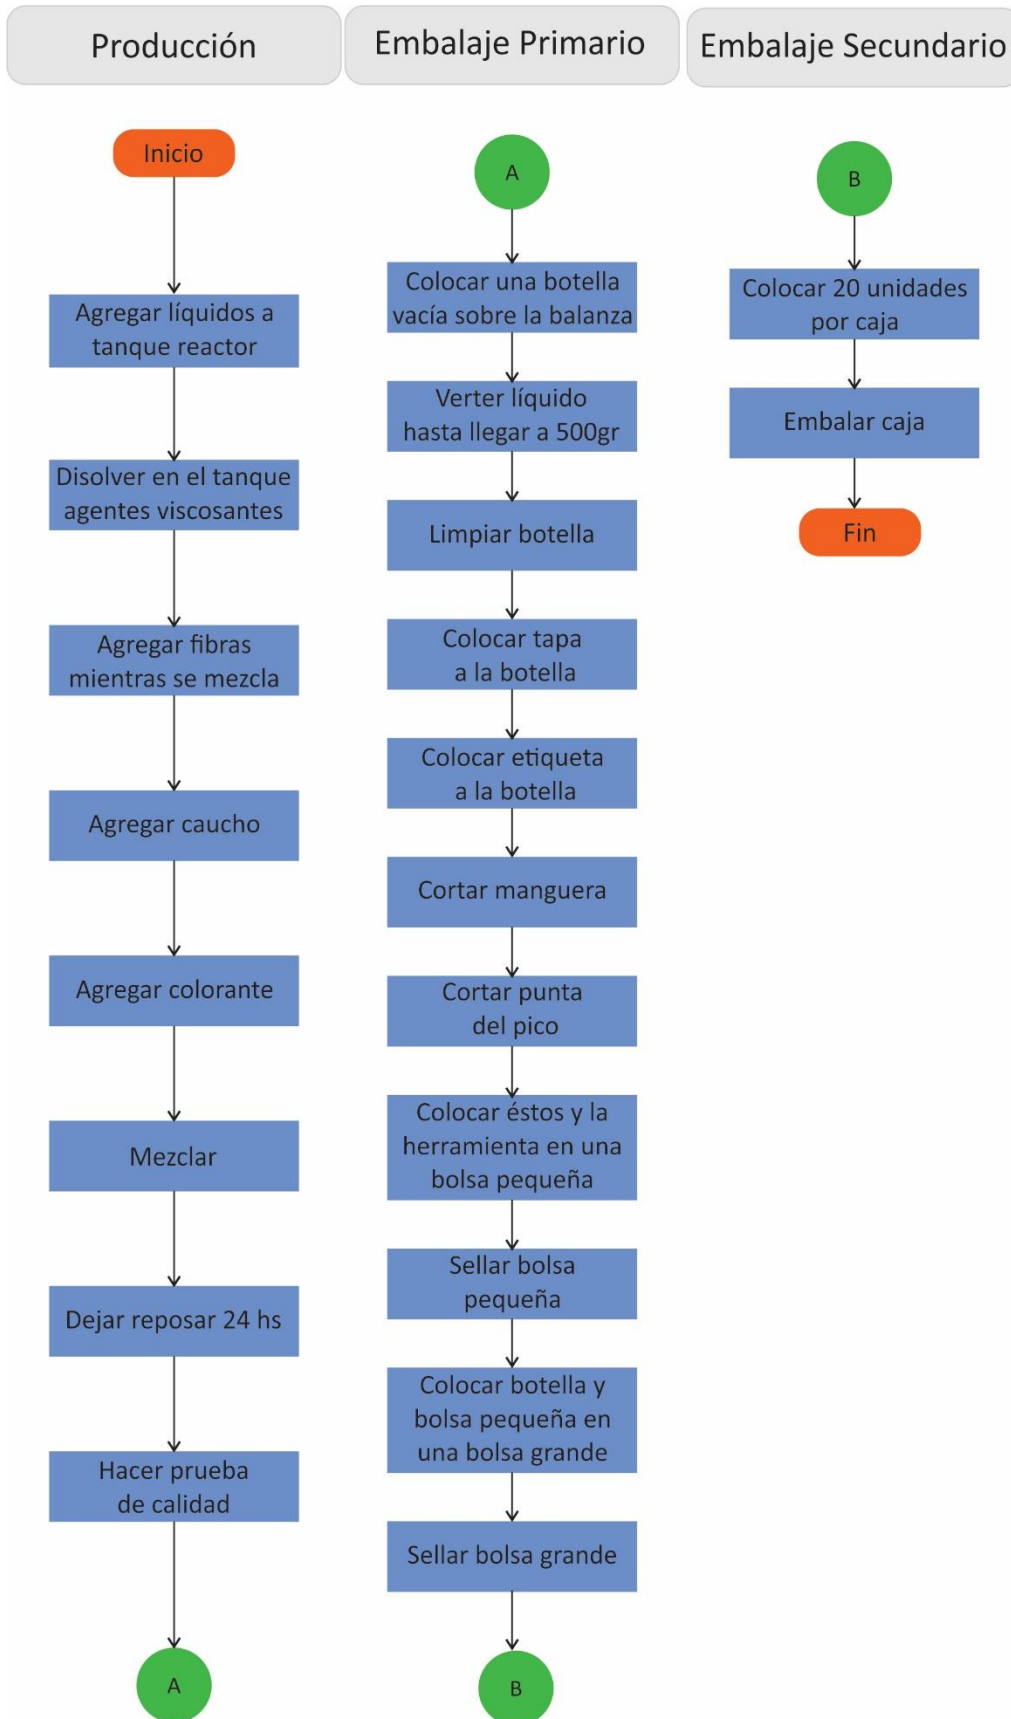 Producción
Embalaje Primario
Embalaje Secundario
Inicio
Agregar líquidos a
tanque reactor
Disolver en el tanque
agentes viscosantes
Agregar fibras
mientras se mezcla
Agregar caucho
Agregar colorante
Mezclar
Dejar reposar 24 hs
Hacer prueba
de calidad
A
A
Colocar una botella
vacía sobre la balanza
Verter líquido
hasta llegar a 500gr
Limpiar botella
Colocar tapa
a la botella
Colocar etiqueta
a la botella
Cortar manguera
Cortar punta
del pico
Colocar éstos y la
herramienta en una
bolsa pequeña
Sellar bolsa
pequeña
Colocar botella y
bolsa pequeña en
una bolsa grande
Sellar bolsa grande
B
B
Colocar 20 unidades
por caja
Embalar caja
Fin